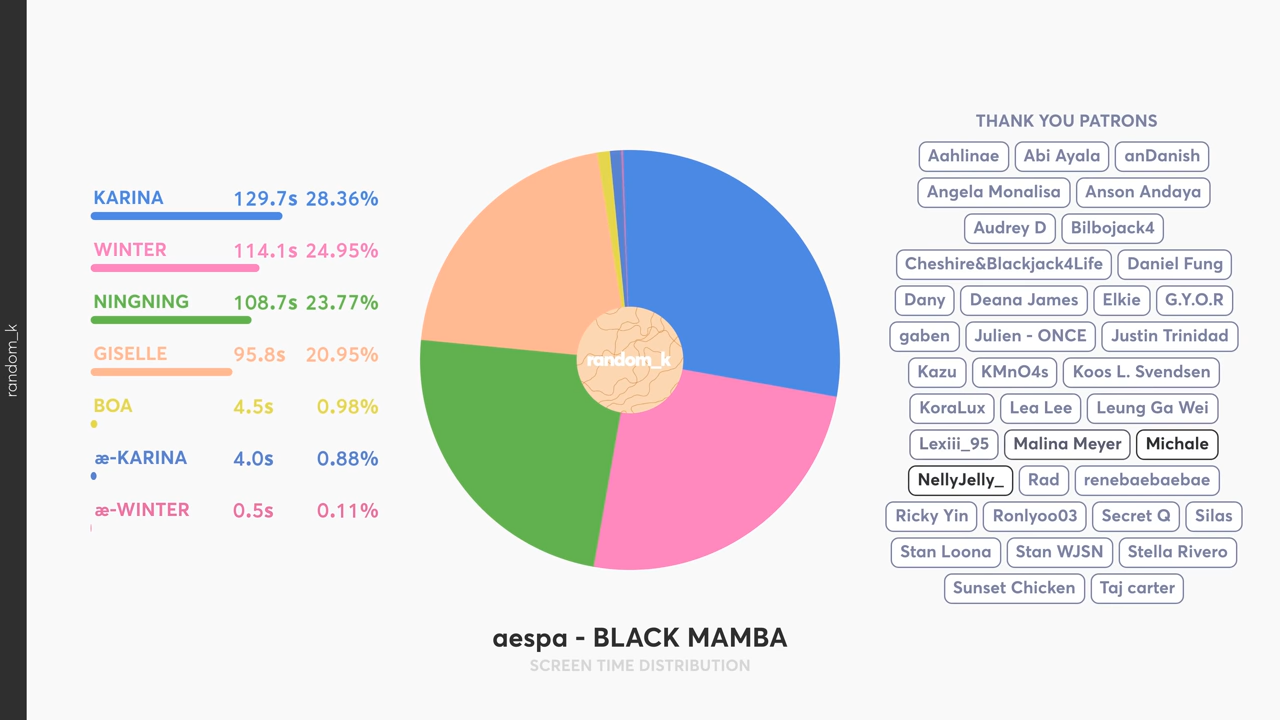 random_k
KARINA 129.7s 28.36%
WINTER 114.1s 24.95%
NINGNING 108.7s 23.77%
GISELLE 95.8s 20.95%
BOA 4.5s 0.98%
æ-KARINA 4.0s 0.88%
æ-WINTER 0.5s 0.11%
random_k
aespa - BLACK MAMBA
SCREEN TIME DISTRIBUTION
THANK YOU PATRONS
Aahlinae Abi Ayala anDanish
Angela Monalisa Anson Andaya
Audrey D Bilbojack4
Cheshire&Blackjack4Life Daniel Fung
Dany Deana James Elkie G.Y.O.R
gaben Julien - ONCE Justin Trinidad
Kazu KMnO4s Koos L. Svendsen
KoraLux Lea Lee Leung Ga Wei
Lexiii_95 Malina Meyer Michale
NellyJelly_ Rad renebaebaebae
Ricky Yin Ronlyoo03 Secret Q Silas
Stan Loona Stan WJSN Stella Rivero
Sunset Chicken Taj carter